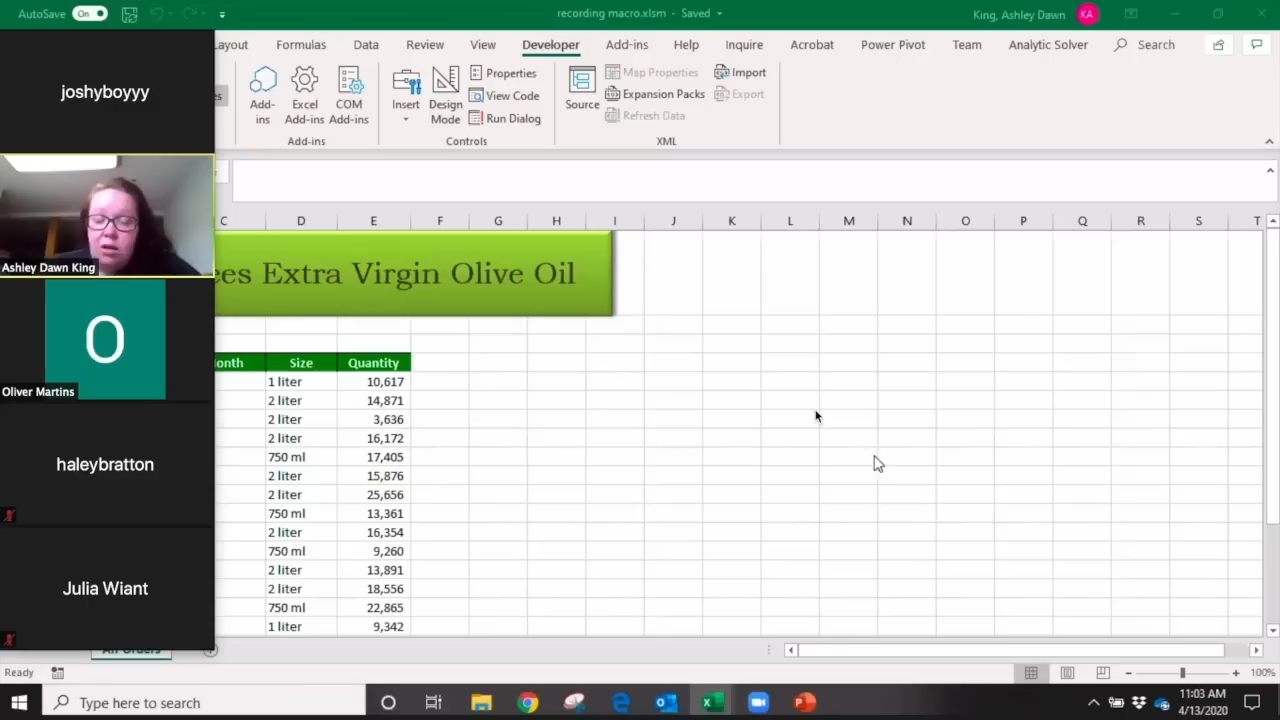 AutoSave On
recording macro.xlsm - Saved
King, Ashley Dawn KA
Layout Formulas Data Review View Developer Add-ins Help Inquire Acrobat Power Pivot Team Analytic Solver Search
Add-
ins
Excel
Add-ins
COM
Add-ins
Add-ins
Insert
Design
Mode
Properties
View Code
Run Dialog
Controls
Source
Map Properties
Expansion Packs
Refresh Data
Import
Export
XML
joshyboyyy
Ashley Dawn King
O
Oliver Martins
haleybratton
Julia Wiant
C D E F G H I J K L M N O P Q R S T
ees Extra Virgin Olive Oil
onth Size Quantity
1 liter 10,617
2 liter 14,871
2 liter 3,636
2 liter 16,172
750 ml 17,405
2 liter 15,876
2 liter 25,656
750 ml 13,361
2 liter 16,354
750 ml 9,260
2 liter 13,891
2 liter 18,556
750 ml 22,865
1 liter 9,342
All Orders
Ready
100%
Type here to search
11:03 AM
4/13/2020